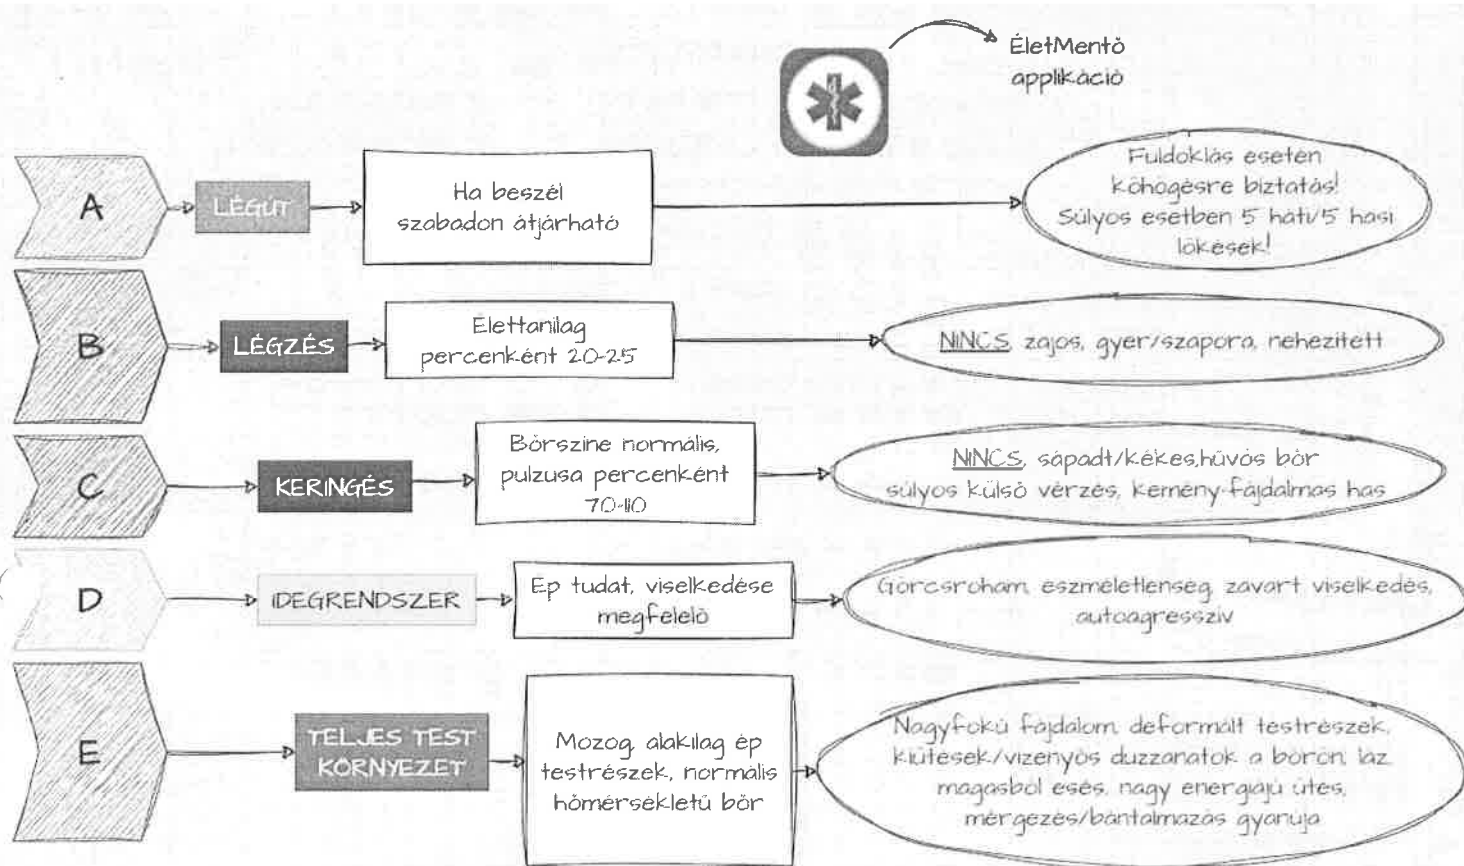 ÉletMentő
applikáció
A
LÉGÚT
Ha beszél
szabadon átjárható
Fuldoklás esetén
köhögésre biztatás!
Súlyos esetben 5 háti/5 hasi
lökések!
B
LÉGZÉS
Élettanilag
percenként 20-25
NINCS, zajos, gyér/szapora, nehezített
C
KERINGÉS
Bőrszíne normális,
pulzusa percenként
70-110
NINCS, sápadt/kékes,hűvös bőr
súlyos külső vérzés, kemény-fájdalmas has
D
IDEGRENDSZER
Ép tudat, viselkedése
megfelelő
Görcsroham, eszméletlenség, zavart viselkedés,
autoagresszív
E
TELJES TEST
KÖRNYEZET
Mozog, alakilag ép
testrészek, normális
hőmérsékletű bőr
Nagyfokú fájdalom, deformált testrészek,
kiütések/vizenyős duzzanatok a bőrön, láz,
magasból esés, nagy energiájú ütés,
mérgezés/bántalmazás gyanúja